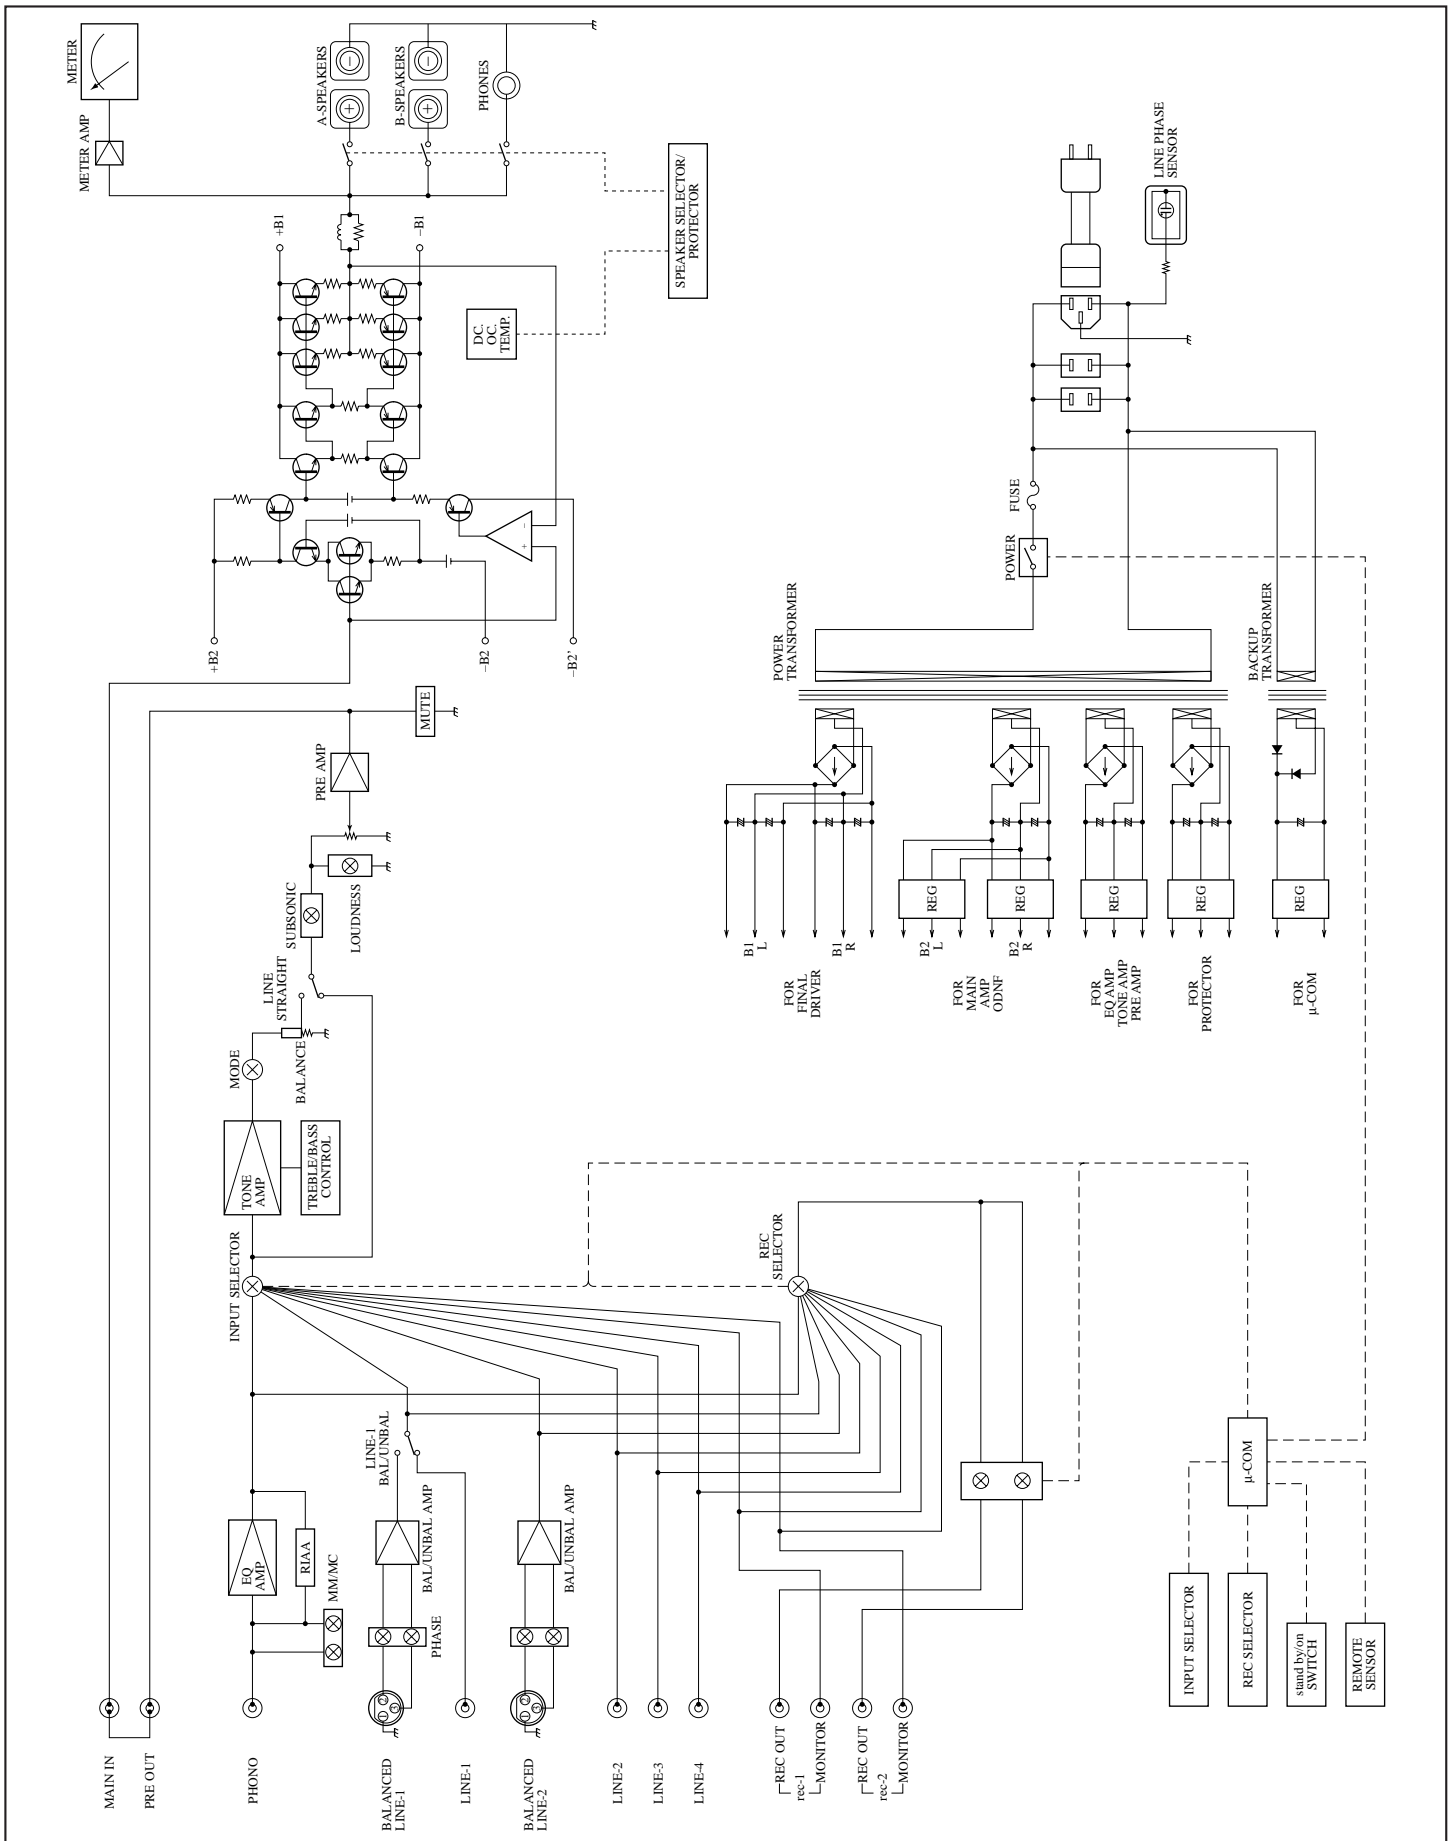 METER
METER AMP
A-SPEAKERS
B-SPEAKERS
PHONES
+B1
–B1
DC.
OC.
TEMP.
SPEAKER SELECTOR/
PROTECTOR
+
–
+
–
+B2
–B2
–B2'
+
–
MUTE
PRE AMP
SUBSONIC
LOUDNESS
LINE
STRAIGHT
BALANCE
MODE
TONE
AMP
TREBLE/BASS
CONTROL
INPUT SELECTOR
REC
SELECTOR
LINE-1
BAL/UNBAL
EQ
AMP
RIAA
MM/MC
BAL/UNBAL AMP
BAL/UNBAL AMP
PHASE
1
2
3
1
2
3
MAIN IN
PRE OUT
PHONO
BALANCED
LINE-1
LINE-1
BALANCED
LINE-2
LINE-2
LINE-3
LINE-4
REC OUT
rec-1
MONITOR
REC OUT
rec-2
MONITOR
LINE PHASE
SENSOR
FUSE
POWER
POWER
TRANSFORMER
BACKUP
TRANSFORMER
REG
REG
REG
REG
REG
B1
L
B1
R
B2
L
B2
R
FOR
FINAL
DRIVER
FOR
MAIN
AMP
ODNF
FOR
EQ AMP
TONE AMP
PRE AMP
FOR
PROTECTOR
FOR
µ-COM
µ-COM
INPUT SELECTOR
REC SELECTOR
stand by/on
SWITCH
REMOTE
SENSOR